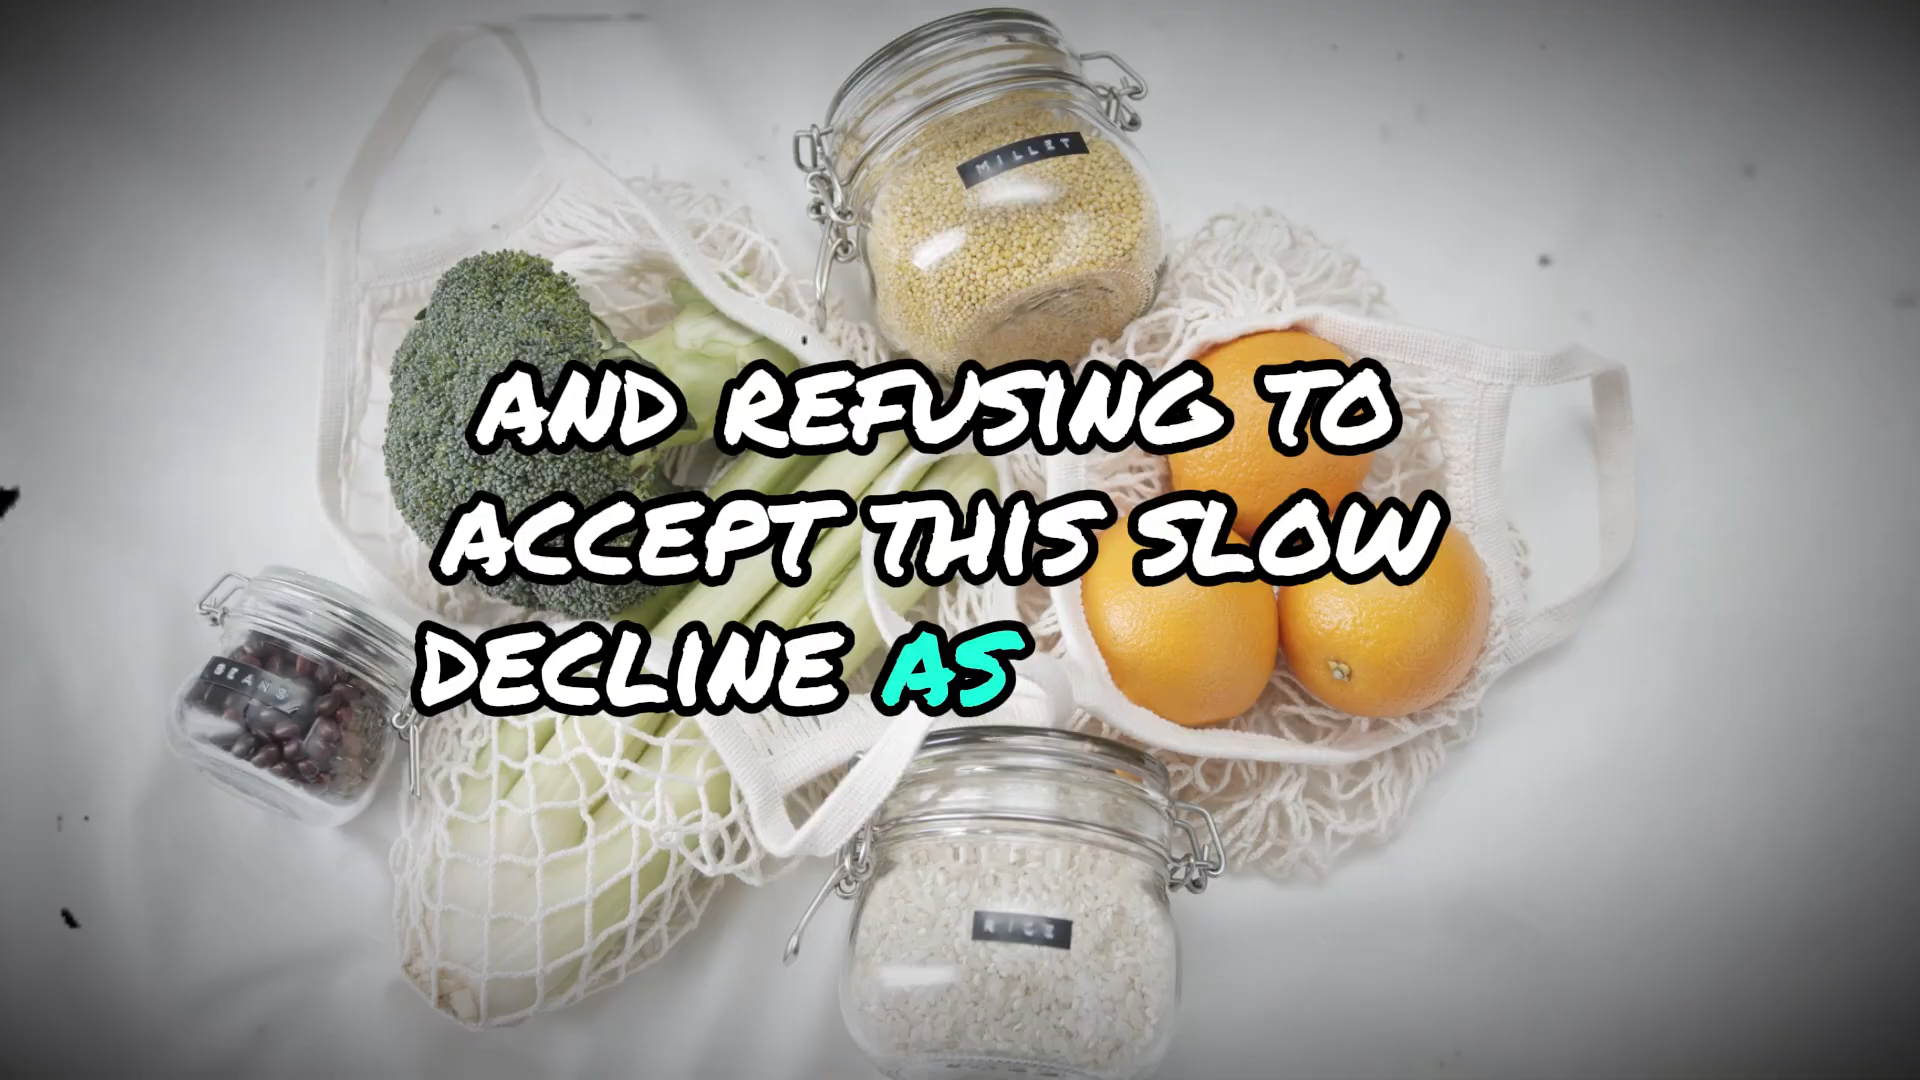 MILLET
AND REFUSING TO
ACCEPT THIS SLOW
DECLINE AS
BEANS
RICE